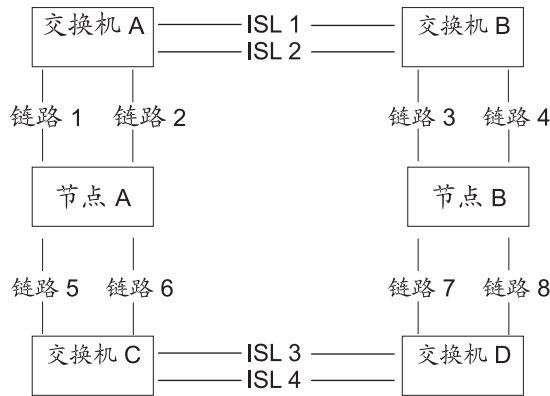 交换机 A
ISL 1
交换机 B
ISL 2
链路 1
链路 2
链路 3
链路 4
节点 A
节点 B
链路 5
链路 6
链路 7
链路 8
交换机 C
ISL 3
交换机 D
ISL 4